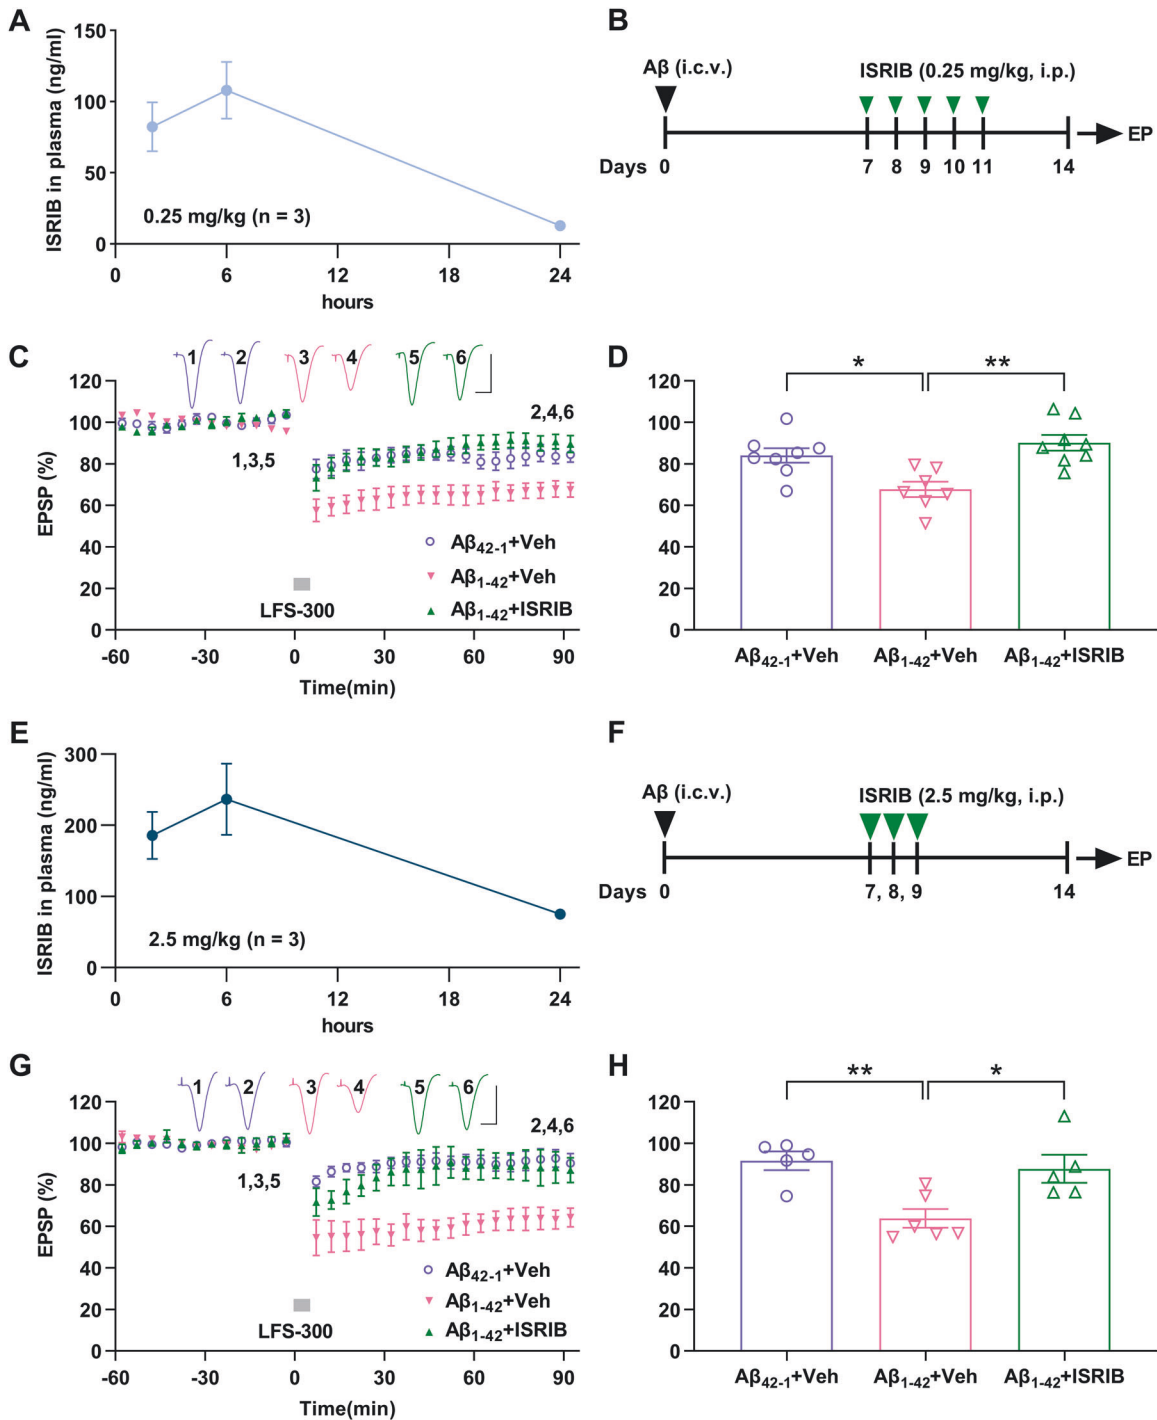 A
ISRIB in plasma (ng/ml)
150
100
50
0
0.25 mg/kg (n = 3)
0 6 12 18 24
hours
B
Aβ (i.c.v.) ISRIB (0.25 mg/kg, i.p.)
EP
Days 0 7 8 9 10 11 14
C
1 2 3 4 5 6
EPSP (%)
120
100
80
60
40
20
0
2,4,6
1,3,5
Aβ42-1+Veh
Aβ1-42+Veh
Aβ1-42+ISRIB
LFS-300
-60 -30 0 30 60 90
Time(min)
D
* **
120
100
80
60
40
20
0
Aβ42-1+Veh Aβ1-42+Veh Aβ1-42+ISRIB
E
ISRIB in plasma (ng/ml)
300
200
100
0
2.5 mg/kg (n = 3)
0 6 12 18 24
hours
F
Aβ (i.c.v.) ISRIB (2.5 mg/kg, i.p.)
EP
Days 0 7, 8, 9 14
G
1 2 3 4 5 6
EPSP (%)
120
100
80
60
40
20
0
2,4,6
1,3,5
Aβ42-1+Veh
Aβ1-42+Veh
Aβ1-42+ISRIB
LFS-300
-60 -30 0 30 60 90
Time(min)
H
** *
120
100
80
60
40
20
0
Aβ42-1+Veh Aβ1-42+Veh Aβ1-42+ISRIB